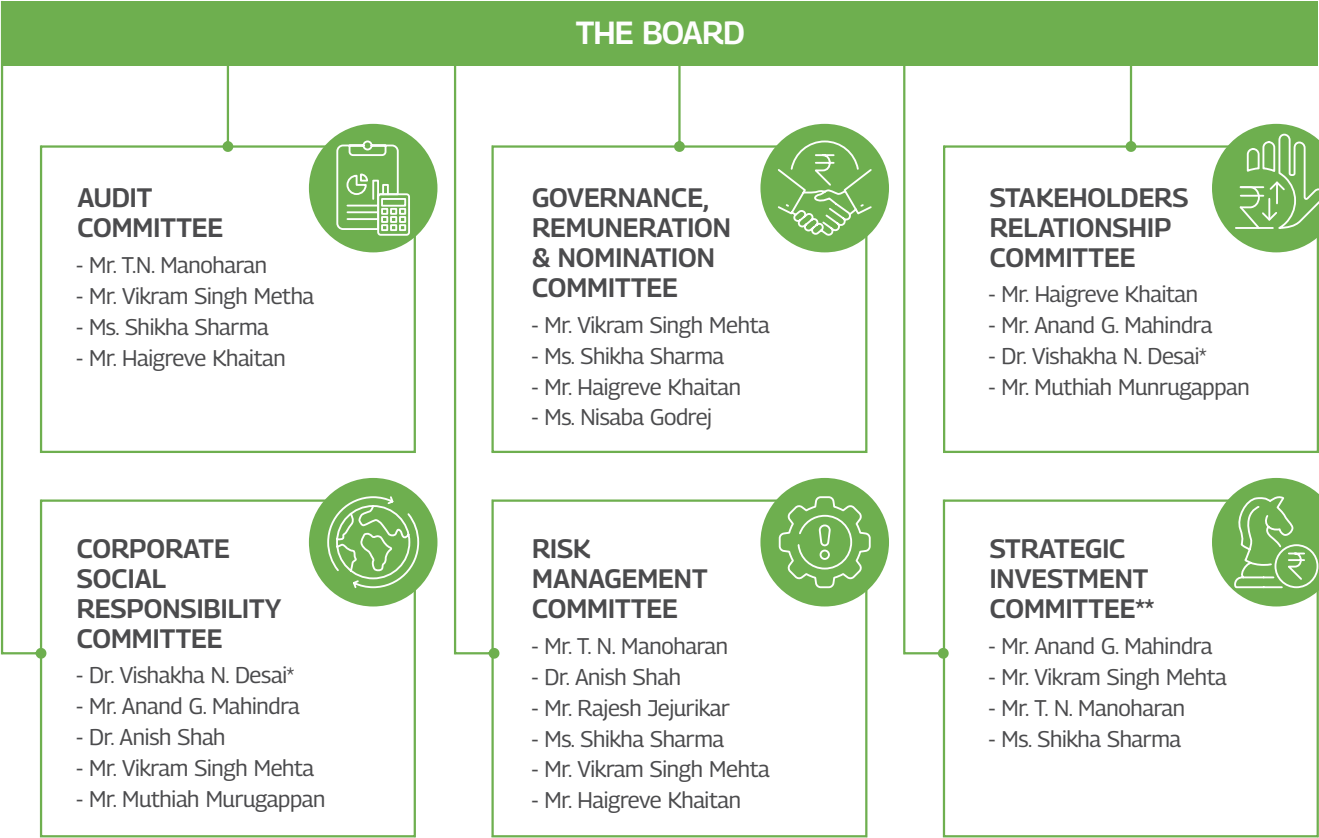 THE BOARD
AUDIT
COMMITTEE
- Mr. T.N. Manoharan
- Mr. Vikram Singh Metha
- Ms. Shikha Sharma
- Mr. Haigreve Khaitan
GOVERNANCE,
REMUNERATION
& NOMINATION
COMMITTEE
- Mr. Vikram Singh Mehta
- Ms. Shikha Sharma
- Mr. Haigreve Khaitan
- Ms. Nisaba Godrej
STAKEHOLDERS
RELATIONSHIP
COMMITTEE
- Mr. Haigreve Khaitan
- Mr. Anand G. Mahindra
- Dr. Vishakha N. Desai*
- Mr. Muthiah Munrugappan
CORPORATE
SOCIAL
RESPONSIBILITY
COMMITTEE
- Dr. Vishakha N. Desai*
- Mr. Anand G. Mahindra
- Dr. Anish Shah
- Mr. Vikram Singh Mehta
- Mr. Muthiah Murugappan
RISK
MANAGEMENT
COMMITTEE
- Mr. T. N. Manoharan
- Dr. Anish Shah
- Mr. Rajesh Jejurikar
- Ms. Shikha Sharma
- Mr. Vikram Singh Mehta
- Mr. Haigreve Khaitan
STRATEGIC
INVESTMENT
COMMITTEE**
- Mr. Anand G. Mahindra
- Mr. Vikram Singh Mehta
- Mr. T. N. Manoharan
- Ms. Shikha Sharma